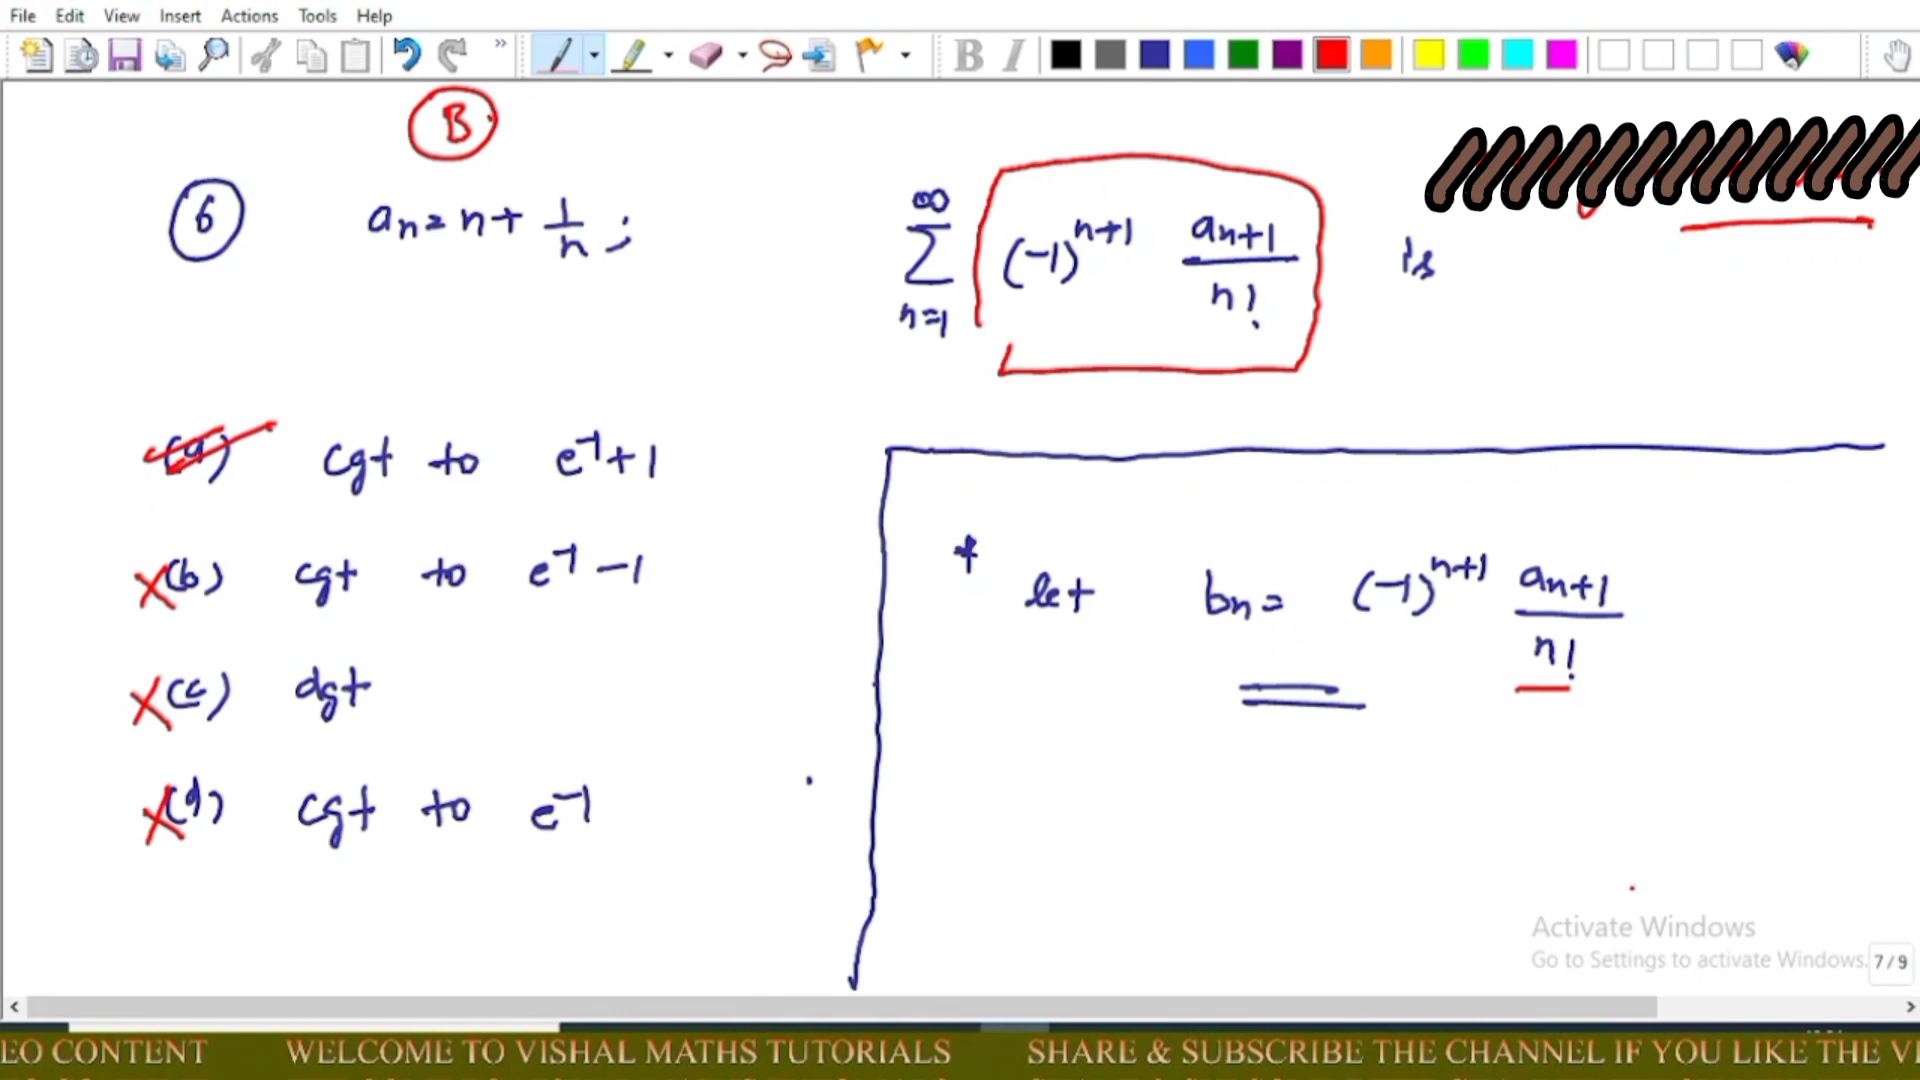 File Edit View Insert Actions Tools Help
B I
B
6 an = n + 1/n ; ∞ Σ n=1 (-1)^n+1 an+1/n! is
(a) cgt to e^-1 + 1
(b) cgt to e^-1 - 1
* let bn = (-1)^n+1 an+1/n!
(c) dgt
(d) cgt to e^-1
Activate Windows
Go to Settings to activate Windows. 7 / 9
EO CONTENT WELCOME TO VISHAL MATHS TUTORIALS SHARE & SUBSCRIBE THE CHANNEL IF YOU LIKE THE VI